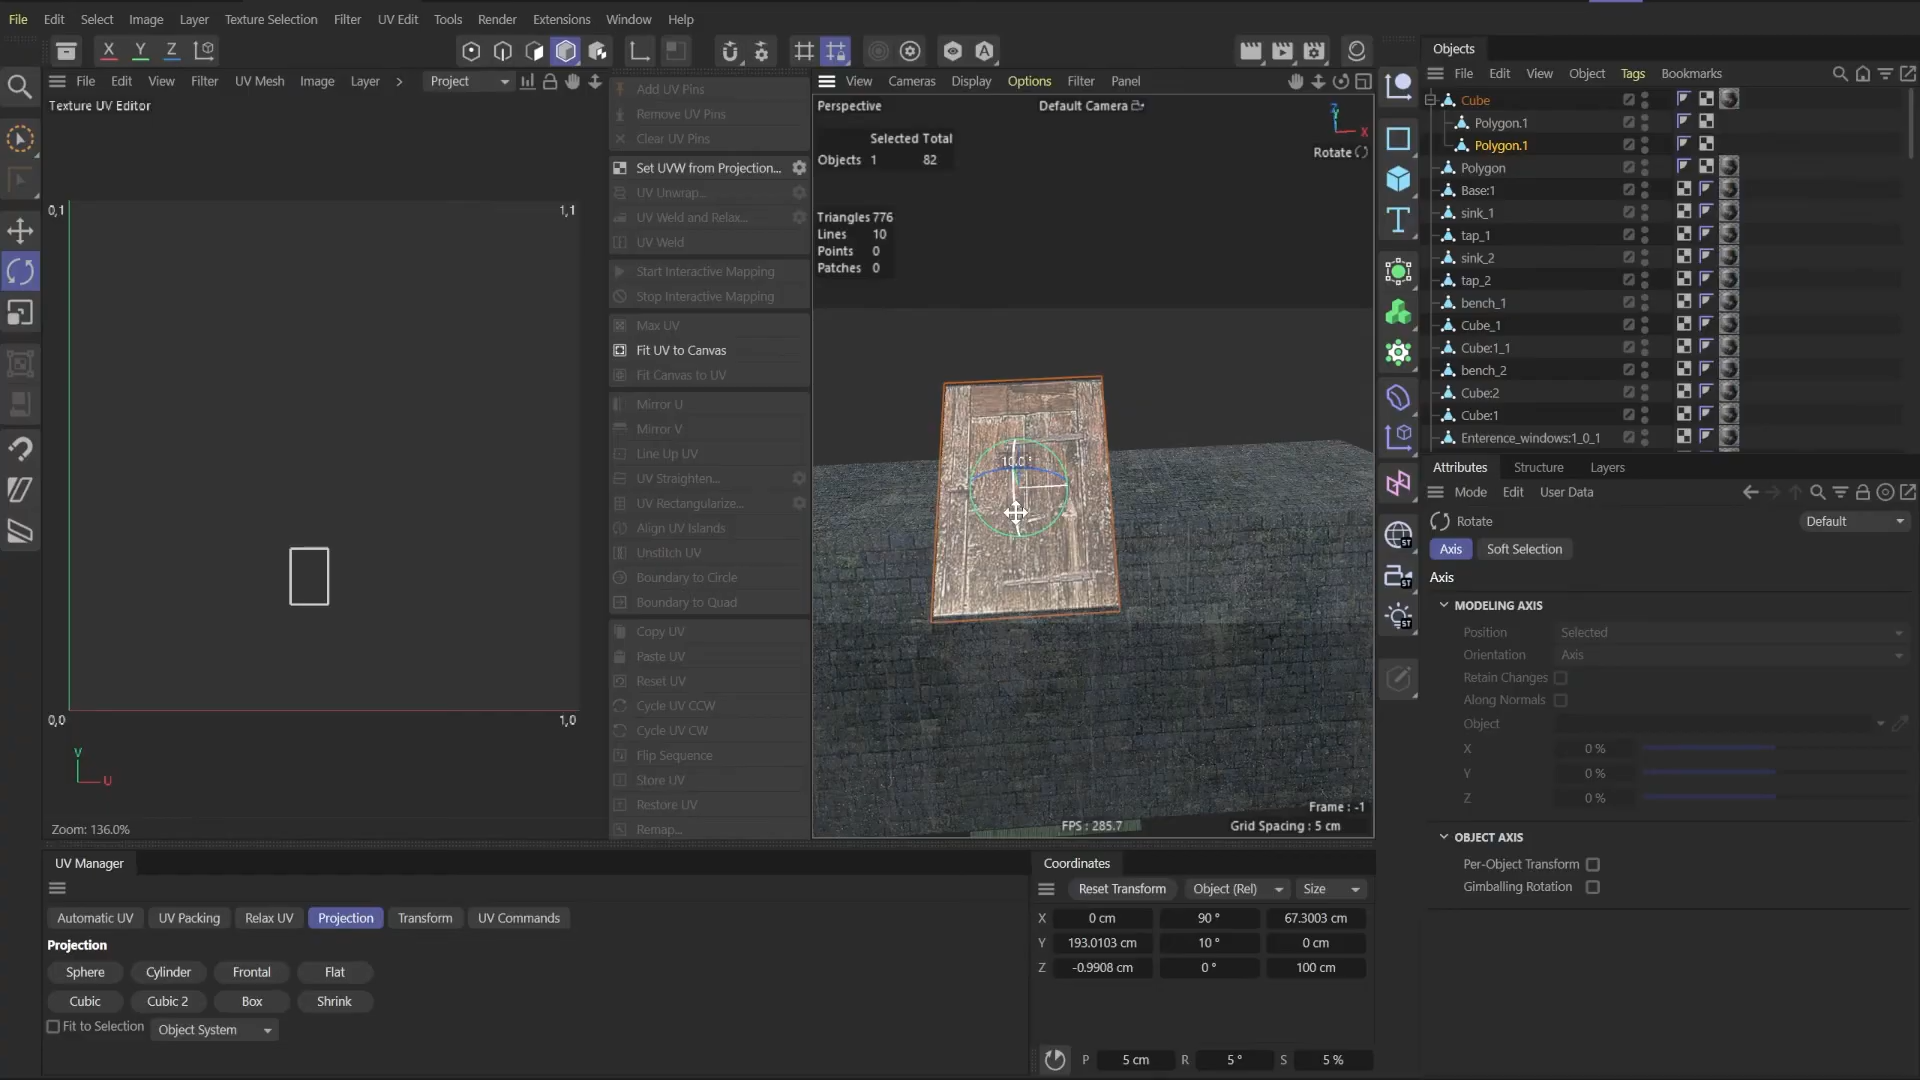 File Edit Select Image Layer Texture Selection Filter UV Edit Tools Render Extensions Window Help
X Y Z
File Edit View Filter UV Mesh Image Layer Project
Texture UV Editor
0,1
1,1
0,0
1,0
V
U
Zoom: 136.0%
Add UV Pins
Remove UV Pins
Clear UV Pins
Set UVW from Projection...
UV Unwrap...
UV Weld and Relax...
UV Weld
Start Interactive Mapping
Stop Interactive Mapping
Max UV
Fit UV to Canvas
Fit Canvas to UV
Mirror U
Mirror V
Line Up UV
UV Straighten...
UV Rectangularize...
Align UV Islands
Unstitch UV
Boundary to Circle
Boundary to Quad
Copy UV
Paste UV
Reset UV
Cycle UV CCW
Cycle UV CW
Flip Sequence
Store UV
Restore UV
Remap...
View Cameras Display Options Filter Panel
Perspective
Default Camera
Selected Total
Objects 1 82
Triangles 776
Lines 10
Points 0
Patches 0
Y
X
Rotate
10.0 °
Frame : -1
FPS : 285.7
Grid Spacing : 5 cm
Objects
File Edit View Object Tags Bookmarks
Cube
Polygon.1
Polygon.1
Polygon
Base:1
sink_1
tap_1
sink_2
tap_2
bench_1
Cube_1
Cube:1_1
bench_2
Cube:2
Cube:1
Enterence_windows:1_0_1
Attributes Structure Layers
Mode Edit User Data
Rotate Default
Axis Soft Selection
Axis
MODELING AXIS
Position Selected
Orientation Axis
Retain Changes
Along Normals
Object
X 0 %
Y 0 %
Z 0 %
OBJECT AXIS
Per-Object Transform
Gimballing Rotation
UV Manager
Automatic UV UV Packing Relax UV Projection Transform UV Commands
Projection
Sphere Cylinder Frontal Flat
Cubic Cubic 2 Box Shrink
Fit to Selection Object System
Coordinates
Reset Transform Object (Rel) Size
X 0 cm 90 ° 67.3003 cm
Y 193.0103 cm 10 ° 0 cm
Z -0.9908 cm 0 ° 100 cm
P 5 cm R 5 ° S 5 %